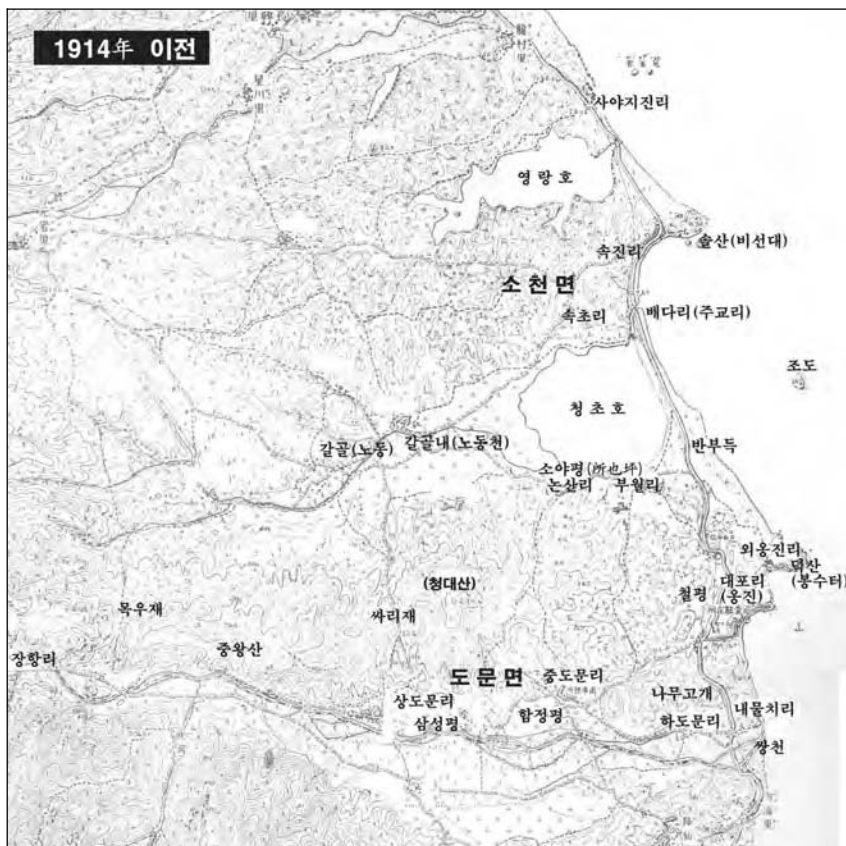 1914年 이전
사야지진리
영랑호
속진리
솔산(비선대)
소천면
속초리
배다리(주교리)
조도
청초호
갈골(노동)
갈골내(노동천)
반부득
소야평(所也坪)
논산리
부월리
외옹진리
덕산
(봉수터)
대포리
(옹진)
(청대산)
철평
목우재
싸리재
중왕산
장항리
도문면
중도문리
상도문리
나무고개
내물치리
삼성평
함정평
하도문리
쌍천